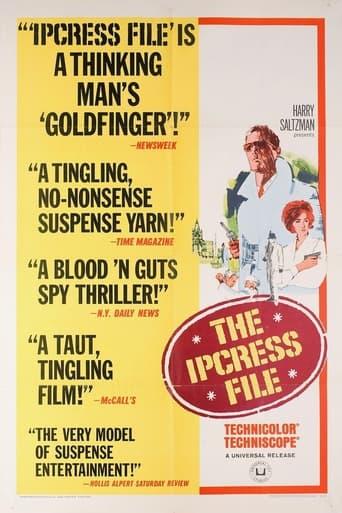 "'IPCRESS FILE' IS
A THINKING
MAN'S
'GOLDFINGER'!"
—NEWSWEEK
"A TINGLING,
NO-NONSENSE
SUSPENSE YARN!"
—TIME MAGAZINE
"A BLOOD 'N GUTS
SPY THRILLER!"
—N.Y. DAILY NEWS
"A TAUT,
TINGLING
FILM!" —McCALL'S
"THE VERY MODEL
OF SUSPENSE
ENTERTAINMENT!"
—HOLLIS ALPERT SATURDAY REVIEW
HARRY
SALTZMAN
presents
THE
IPCRESS
FILE
TECHNICOLOR®
TECHNISCOPE®
A UNIVERSAL RELEASE